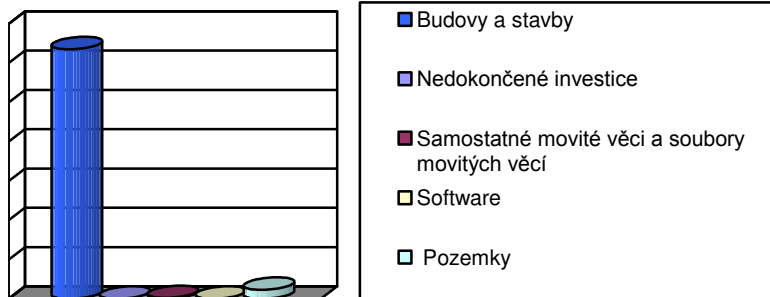 Budovy a stavby
Nedokončené investice
Samostatné movité věci a soubory
movitých věcí
Software
Pozemky